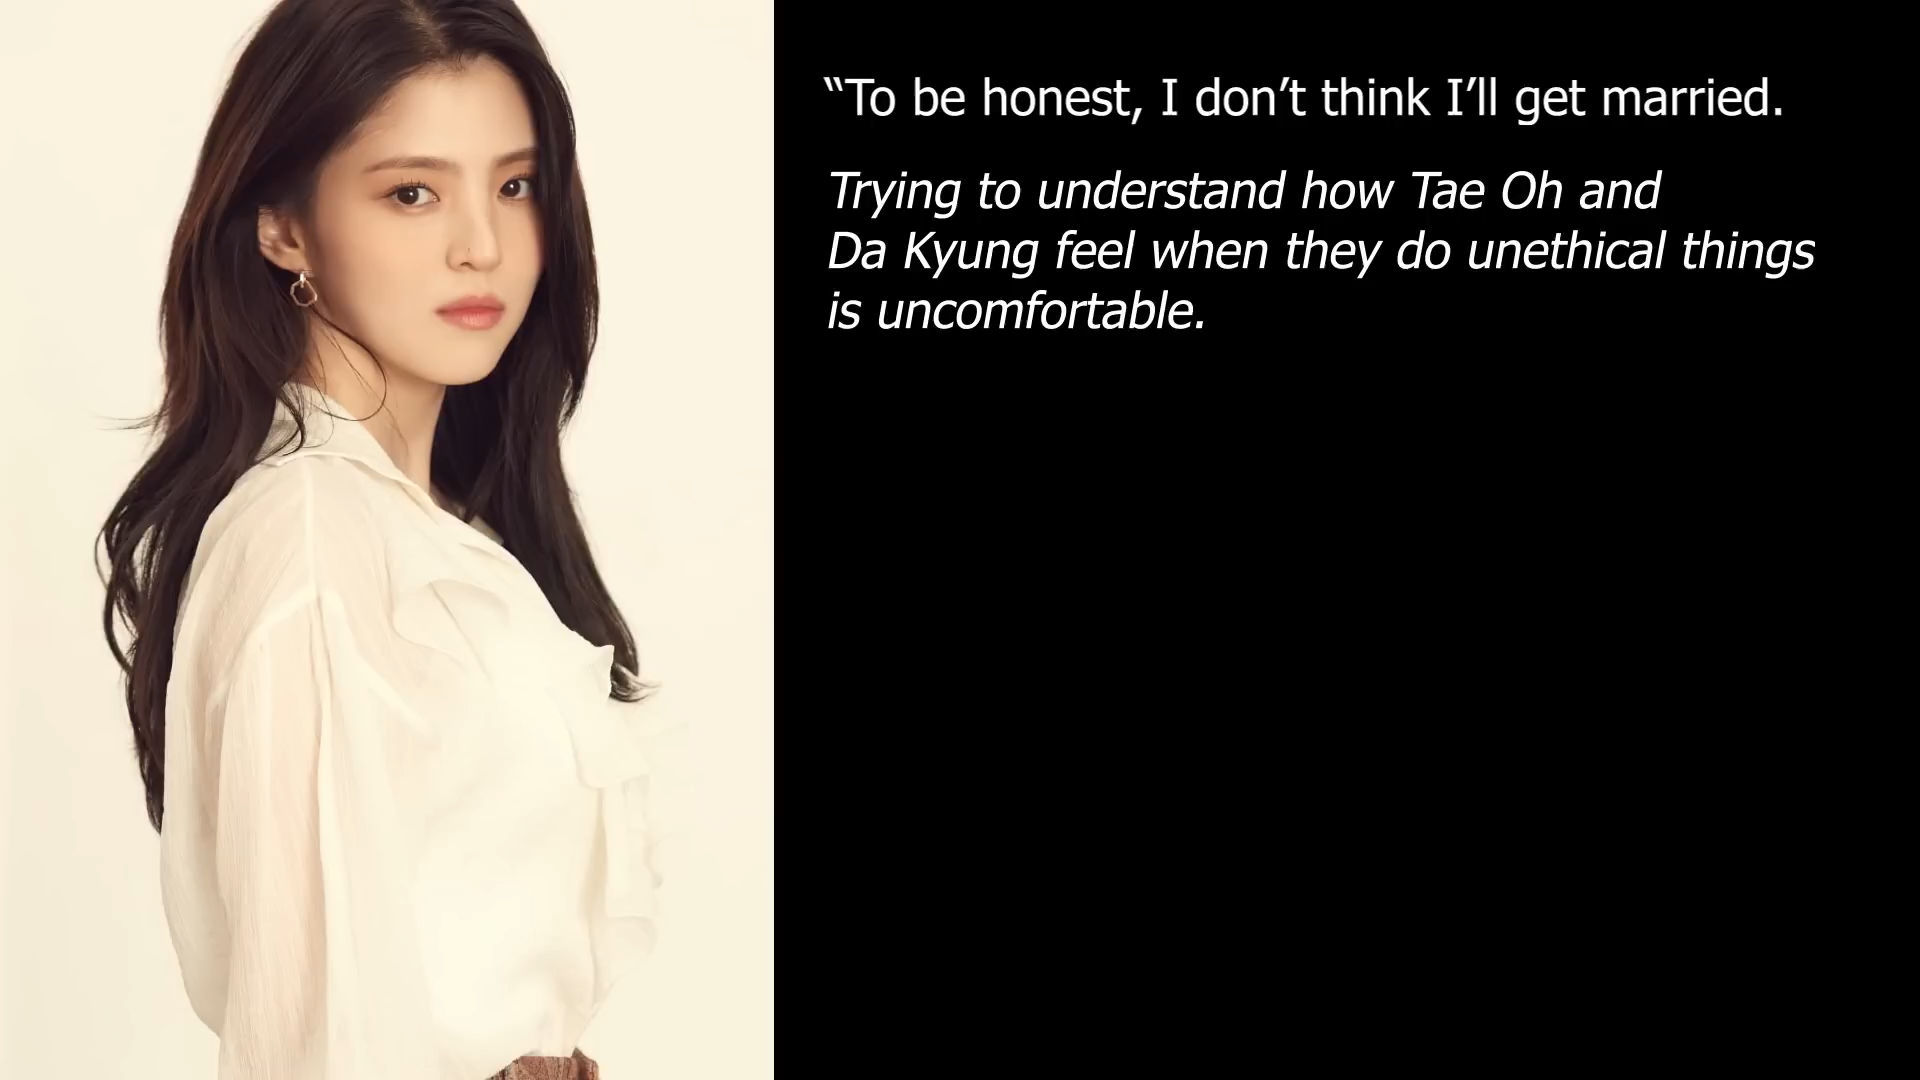 “To be honest, I don’t think I’ll get married.
Trying to understand how Tae Oh and
Da Kyung feel when they do unethical things
is uncomfortable.